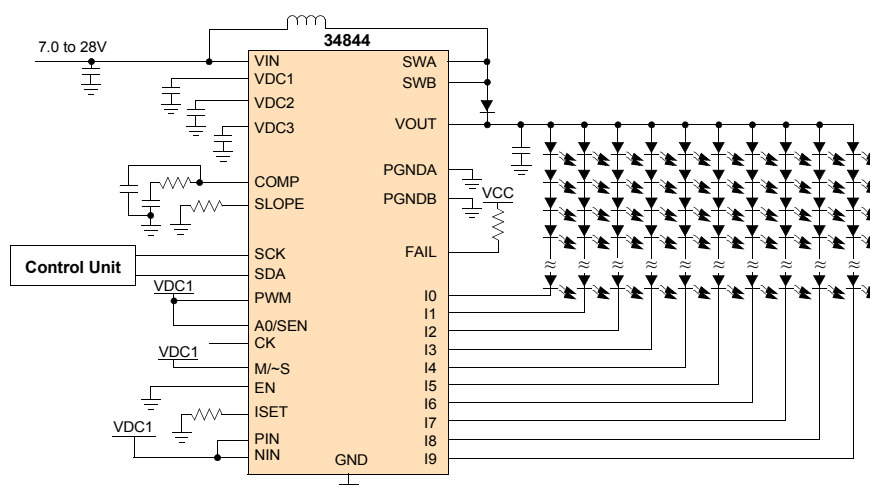 7.0 to 28V
34844
VIN
VDC1
VDC2
VDC3
COMP
SLOPE
SCK
SDA
PWM
A0/SEN
CK
M/~S
EN
ISET
PIN
NIN
GND
SWA
SWB
VOUT
PGNDA
PGNDB
FAIL
I0
I1
I2
I3
I4
I5
I6
I7
I8
I9
VCC
Control Unit
VDC1
VDC1
VDC1